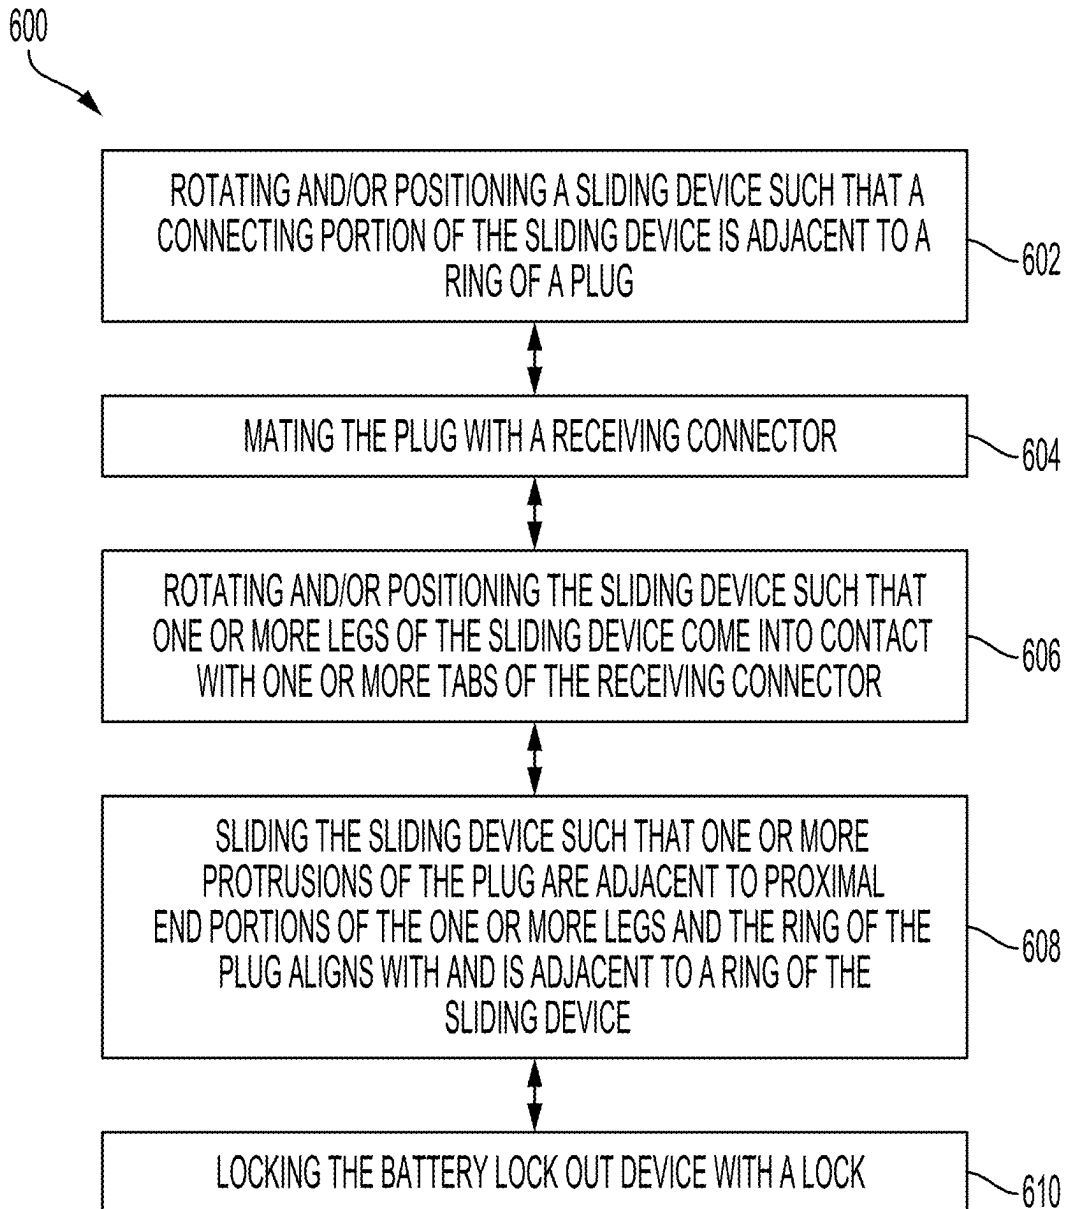 600
ROTATING AND/OR POSITIONING A SLIDING DEVICE SUCH THAT A
CONNECTING PORTION OF THE SLIDING DEVICE IS ADJACENT TO A
RING OF A PLUG
602
MATING THE PLUG WITH A RECEIVING CONNECTOR
604
ROTATING AND/OR POSITIONING THE SLIDING DEVICE SUCH THAT
ONE OR MORE LEGS OF THE SLIDING DEVICE COME INTO CONTACT
WITH ONE OR MORE TABS OF THE RECEIVING CONNECTOR
606
SLIDING THE SLIDING DEVICE SUCH THAT ONE OR MORE
PROTRUSIONS OF THE PLUG ARE ADJACENT TO PROXIMAL
END PORTIONS OF THE ONE OR MORE LEGS AND THE RING OF THE
PLUG ALIGNS WITH AND IS ADJACENT TO A RING OF THE
SLIDING DEVICE
608
LOCKING THE BATTERY LOCK OUT DEVICE WITH A LOCK
610